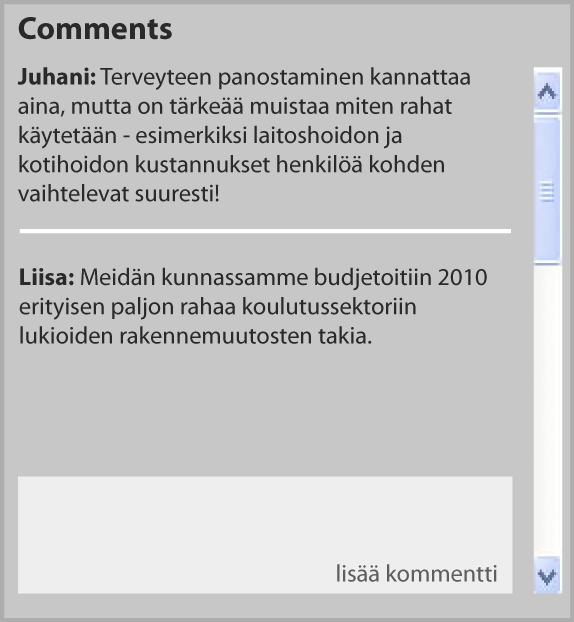 Comments
Juhani: Terveyteen panostaminen kannattaa
aina, mutta on tärkeää muistaa miten rahat
käytetään - esimerkiksi laitoshoidon ja
kotihoidon kustannukset henkilöä kohden
vaihtelevat suuresti!
Liisa: Meidän kunnassamme budjetoitiin 2010
erityisen paljon rahaa koulutussektoriin
lukioiden rakennemuutosten takia.
lisää kommentti